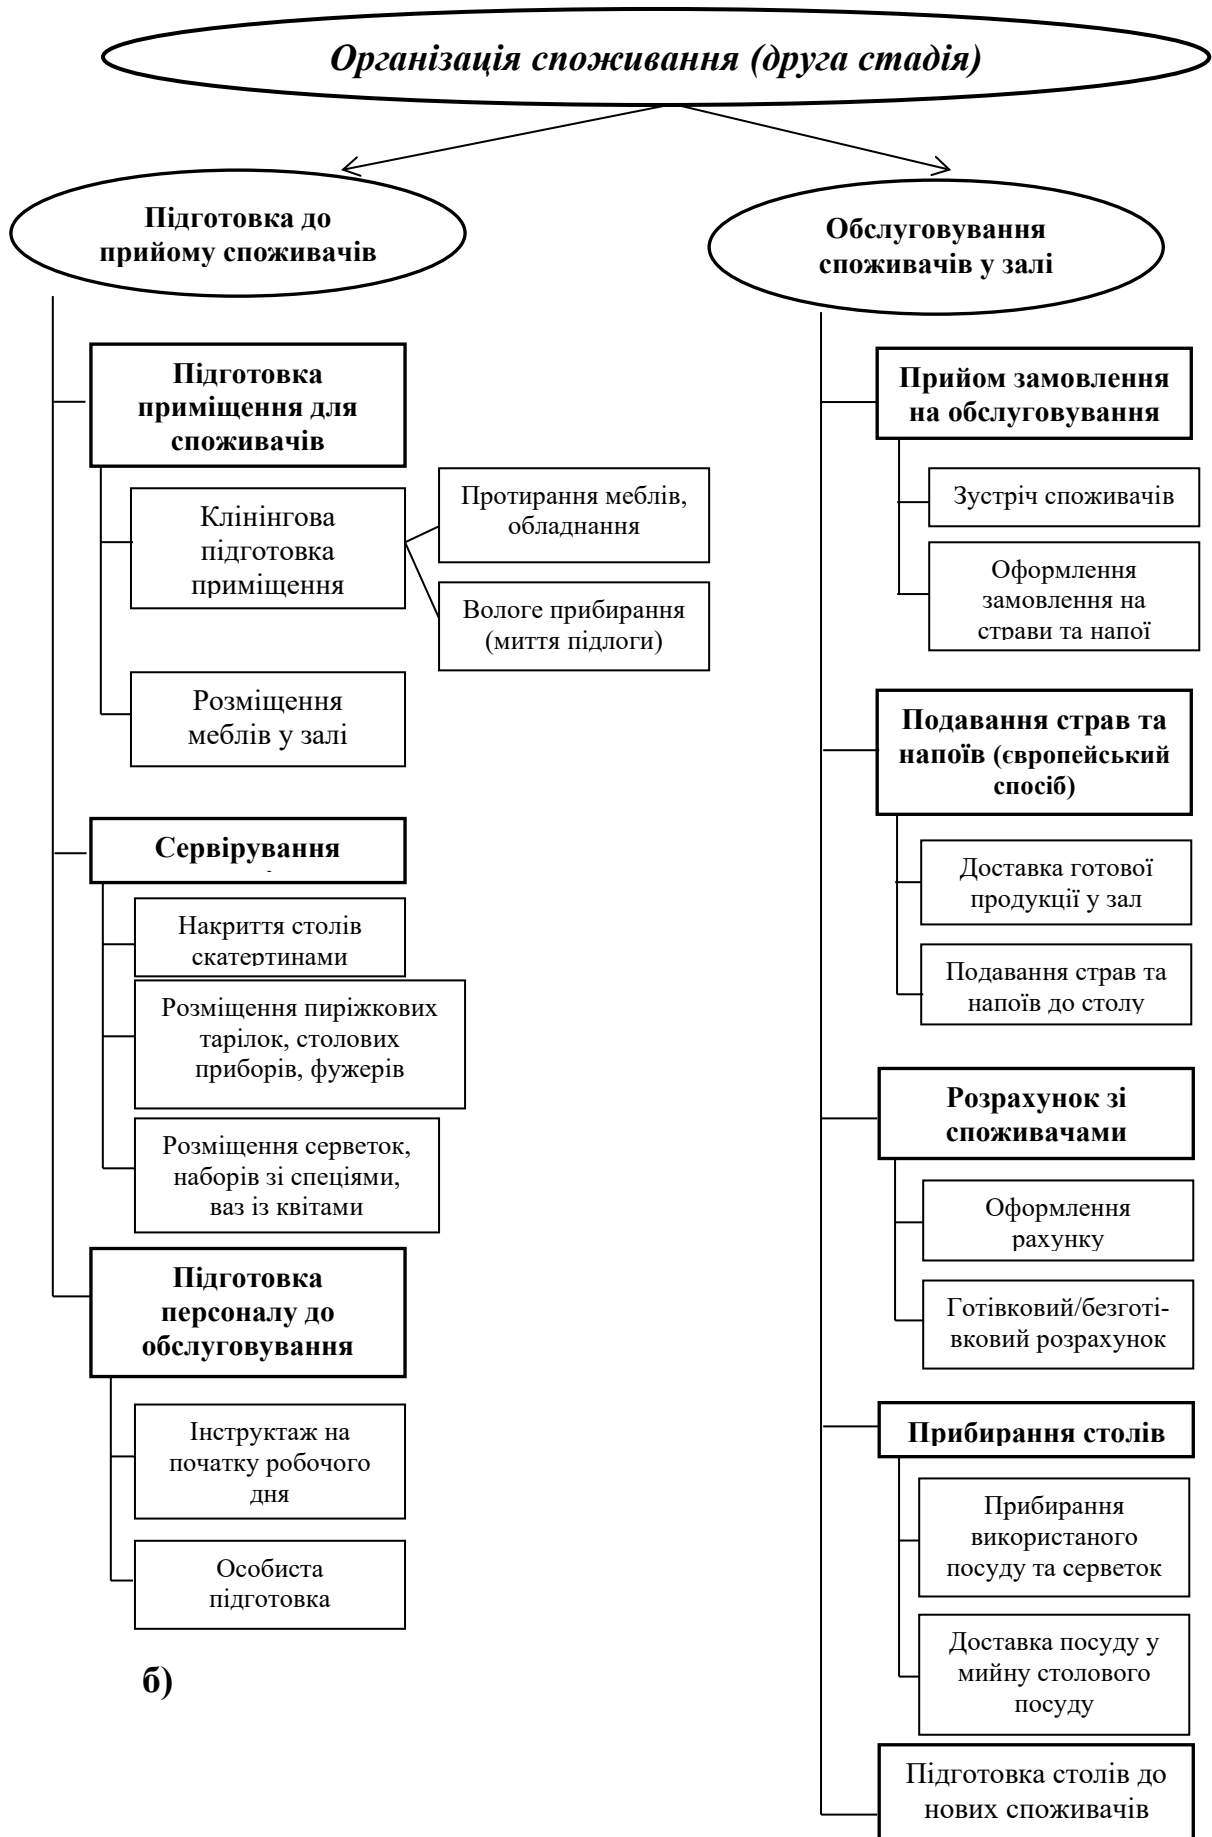 Організація споживання (друга стадія)
Підготовка до
прийому споживачів
Підготовка
приміщення для
споживачів
Клінінгова
підготовка
приміщення
Протирання меблів,
обладнання
Вологе прибирання
(миття підлоги)
Розміщення
меблів у залі
Сервірування
Накриття столів
скатертинами
Розміщення пиріжкових
тарілок, столових
приборів, фужерів
Розміщення серветок,
наборів зі спеціями,
ваз із квітами
Підготовка
персоналу до
обслуговування
Інструктаж на
початку робочого
дня
Особиста
підготовка
б)
Обслуговування
споживачів у залі
Прийом замовлення
на обслуговування
Зустріч споживачів
Оформлення
замовлення на
страви та напої
Подавання страв та
напоїв (європейський
спосіб)
Доставка готової
продукції у зал
Подавання страв та
напоїв до столу
Розрахунок зі
споживачами
Оформлення
рахунку
Готівковий/безготі-
вковий розрахунок
Прибирання столів
Прибирання
використаного
посуду та серветок
Доставка посуду у
мийну столового
посуду
Підготовка столів до
нових споживачів